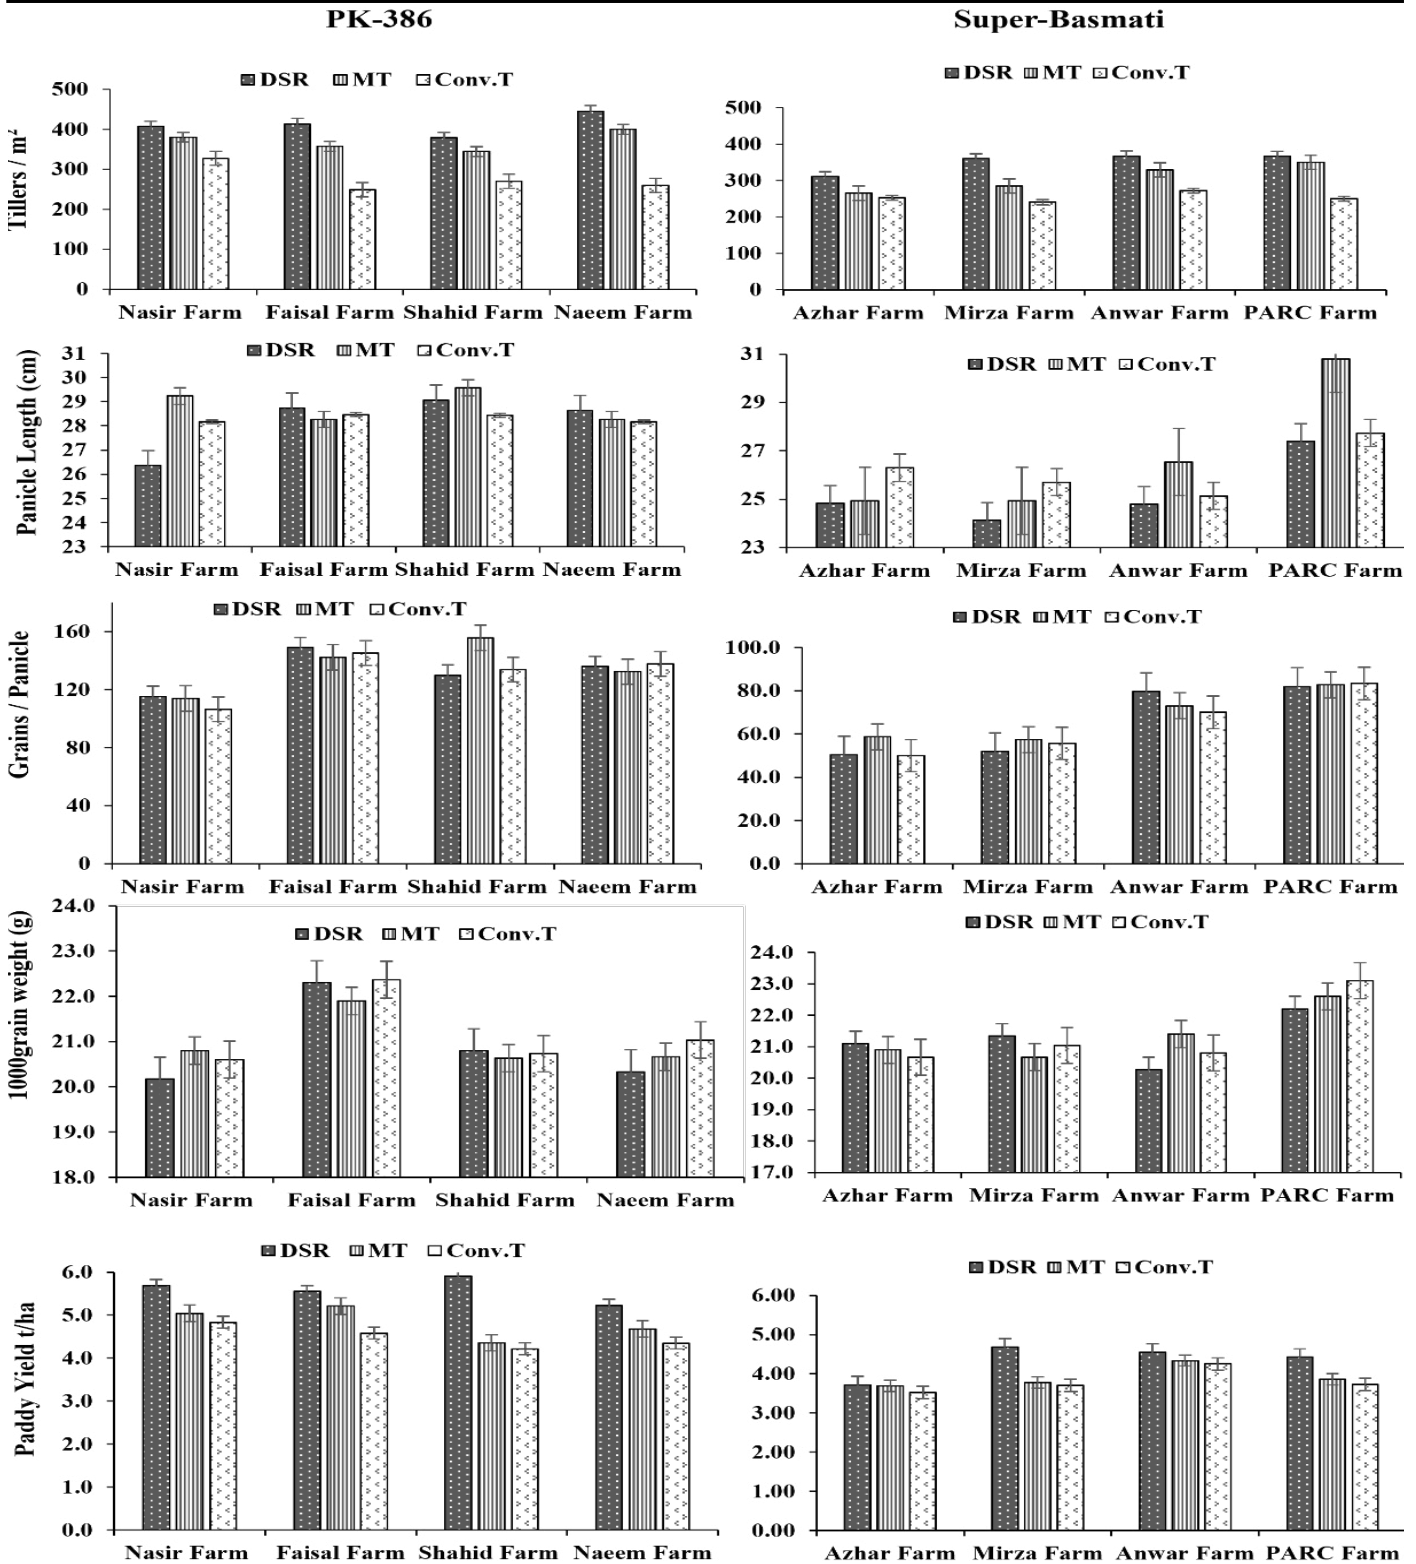 PK-386 Super-Basmati
DSR MT Conv.T
Tillers / m²
500
400
300
200
100
0
Nasir Farm Faisal Farm Shahid Farm Naeem Farm
DSR MT Conv.T
500
400
300
200
100
0
Azhar Farm Mirza Farm Anwar Farm PARC Farm
DSR MT Conv.T
Panicle Length (cm)
31
30
29
28
27
26
25
24
23
Nasir Farm Faisal Farm Shahid Farm Naeem Farm
DSR MT Conv.T
31
29
27
25
23
Azhar Farm Mirza Farm Anwar Farm PARC Farm
DSR MT Conv.T
Grains / Panicle
160
120
80
40
0
Nasir Farm Faisal Farm Shahid Farm Naeem Farm
DSR MT Conv.T
100.0
80.0
60.0
40.0
20.0
0.0
Azhar Farm Mirza Farm Anwar Farm PARC Farm
DSR MT Conv.T
1000grain weight (g)
24.0
23.0
22.0
21.0
20.0
19.0
18.0
Nasir Farm Faisal Farm Shahid Farm Naeem Farm
DSR MT Conv.T
24.0
23.0
22.0
21.0
20.0
19.0
18.0
17.0
Azhar Farm Mirza Farm Anwar Farm PARC Farm
DSR MT Conv.T
Paddy Yield t/ha
6.0
5.0
4.0
3.0
2.0
1.0
0.0
Nasir Farm Faisal Farm Shahid Farm Naeem Farm
DSR MT Conv.T
6.00
5.00
4.00
3.00
2.00
1.00
0.00
Azhar Farm Mirza Farm Anwar Farm PARC Farm